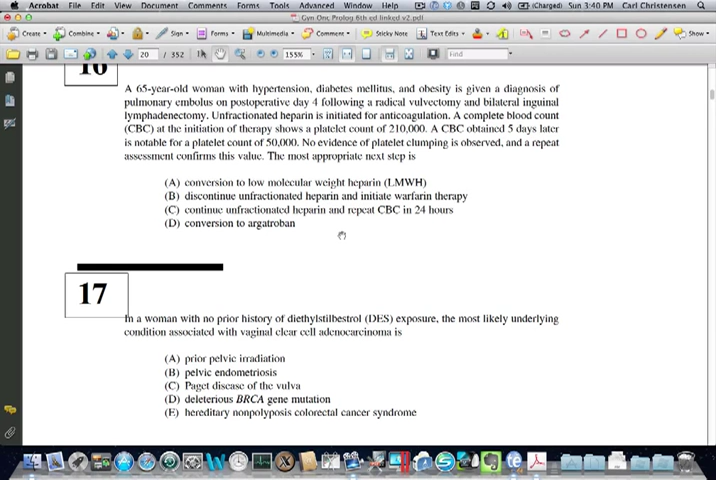 Acrobat File Edit View Document Comments Forms Tools Advanced Window Help (Charged) Sun 3:40 PM Carl Christensen
Gyn Onc Prolog 6th ed linked v2.pdf
Create Combine Sign Forms Multimedia Comment Sticky Note Text Edits Show
20 / 352 155% Find
16
A 65-year-old woman with hypertension, diabetes mellitus, and obesity is given a diagnosis of
pulmonary embolus on postoperative day 4 following a radical vulvectomy and bilateral inguinal
lymphadenectomy. Unfractionated heparin is initiated for anticoagulation. A complete blood count
(CBC) at the initiation of therapy shows a platelet count of 210,000. A CBC obtained 5 days later
is notable for a platelet count of 50,000. No evidence of platelet clumping is observed, and a repeat
assessment confirms this value. The most appropriate next step is
(A) conversion to low molecular weight heparin (LMWH)
(B) discontinue unfractionated heparin and initiate warfarin therapy
(C) continue unfractionated heparin and repeat CBC in 24 hours
(D) conversion to argatroban
17
In a woman with no prior history of diethylstilbestrol (DES) exposure, the most likely underlying
condition associated with vaginal clear cell adenocarcinoma is
(A) prior pelvic irradiation
(B) pelvic endometriosis
(C) Paget disease of the vulva
(D) deleterious BRCA gene mutation
(E) hereditary nonpolyposis colorectal cancer syndrome